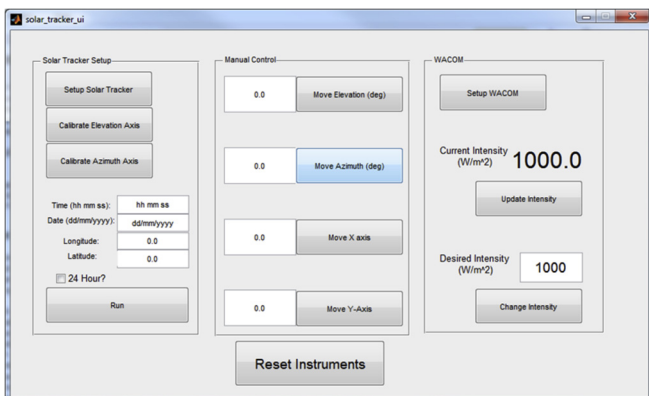 solar_tracker_ui
Solar Tracker Setup
Setup Solar Tracker
Calibrate Elevation Axis
Calibrate Azimuth Axis
Time (hh mm ss):
hh mm ss
Date (dd/mm/yyyy):
dd/mm/yyyy
Longitude:
0.0
Latitude:
0.0
24 Hour?
Run
Manual Control
0.0
Move Elevation (deg)
0.0
Move Azimuth (deg)
0.0
Move X axis
0.0
Move Y-Axis
WACOM
Setup WACOM
Current Intensity
(W/m^2)
1000.0
Update Intensity
Desired Intensity
(W/m^2)
1000
Change Intensity
Reset Instruments